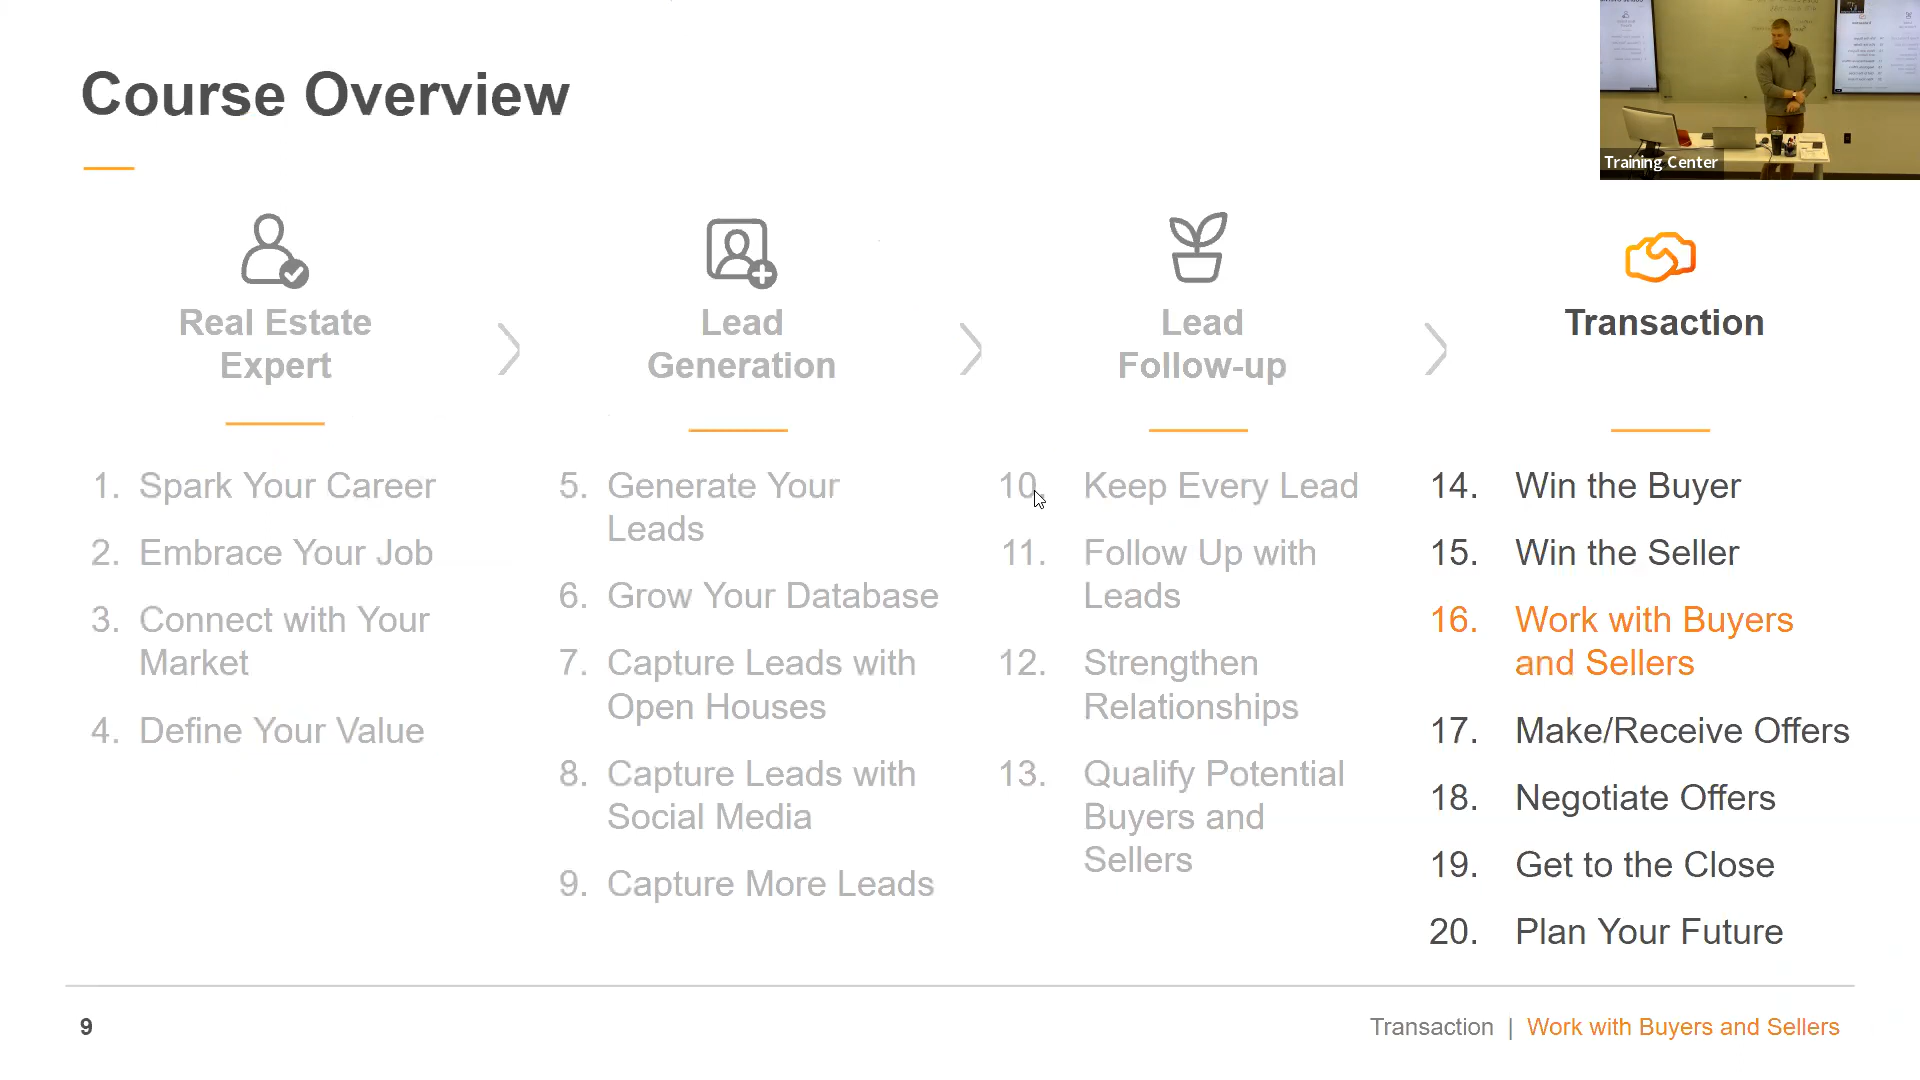 Course Overview
Training Center
Real Estate
Expert
1. Spark Your Career
2. Embrace Your Job
3. Connect with Your
Market
4. Define Your Value
Lead
Generation
5. Generate Your
Leads
6. Grow Your Database
7. Capture Leads with
Open Houses
8. Capture Leads with
Social Media
9. Capture More Leads
Lead
Follow-up
10. Keep Every Lead
11. Follow Up with
Leads
12. Strengthen
Relationships
13. Qualify Potential
Buyers and
Sellers
Transaction
14. Win the Buyer
15. Win the Seller
16. Work with Buyers
and Sellers
17. Make/Receive Offers
18. Negotiate Offers
19. Get to the Close
20. Plan Your Future
9
Transaction | Work with Buyers and Sellers